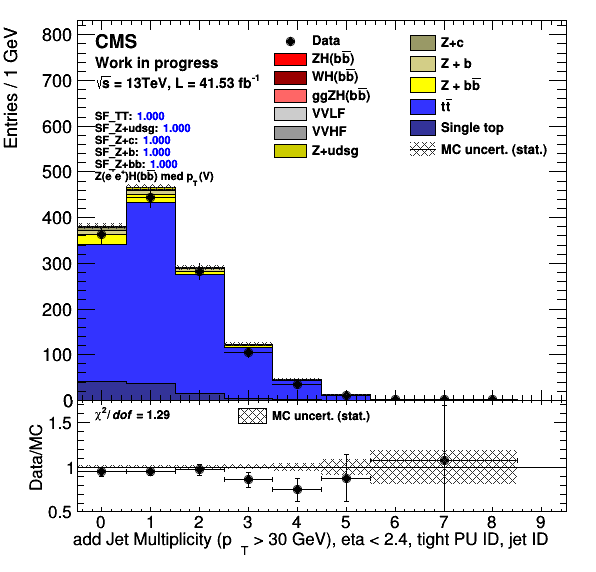 CMS
Work in progress
√s = 13TeV, L = 41.53 fb⁻¹
SF_TT: 1.000
SF_Z+udsg: 1.000
SF_Z+c: 1.000
SF_Z+b: 1.000
SF_Z+bb: 1.000
Z(e⁺e⁻)H(bb̅) med p_T(V)
Data
ZH(bb̅)
WH(bb̅)
ggZH(bb̅)
VVLF
VVHF
Z+udsg
Z+c
Z + b
Z + bb̅
tt̅
Single top
MC uncert. (stat.)
Entries / 1 GeV
800
700
600
500
400
300
200
100
0
χ²/dof = 1.29
MC uncert. (stat.)
Data/MC
1.5
1
0.5
0 1 2 3 4 5 6 7 8 9
add Jet Multiplicity (p_T > 30 GeV), eta < 2.4, tight PU ID, jet ID